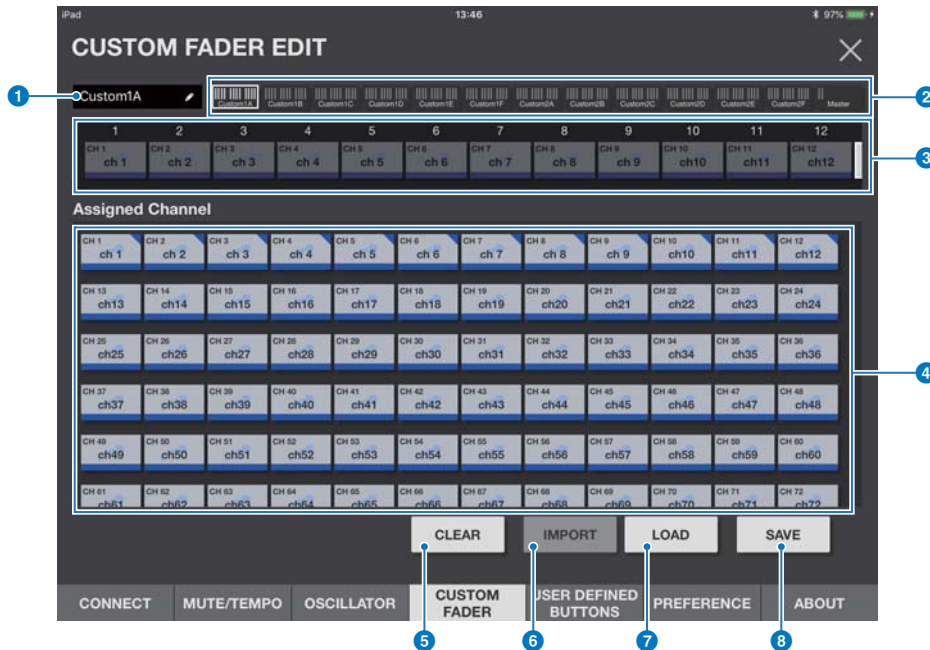 iPad 13:46 97%
CUSTOM FADER EDIT
1 Custom1A
Custom1A Custom1B Custom1C Custom1D Custom1E Custom1F Custom2A Custom2B Custom2C Custom2D Custom2E Custom2F Master 2
1 2 3 4 5 6 7 8 9 10 11 12
CH 1 CH 2 CH 3 CH 4 CH 5 CH 6 CH 7 CH 8 CH 9 CH 10 CH 11 CH 12 3
ch 1 ch 2 ch 3 ch 4 ch 5 ch 6 ch 7 ch 8 ch 9 ch10 ch11 ch12
Assigned Channel
CH 1 CH 2 CH 3 CH 4 CH 5 CH 6 CH 7 CH 8 CH 9 CH 10 CH 11 CH 12
ch 1 ch 2 ch 3 ch 4 ch 5 ch 6 ch 7 ch 8 ch 9 ch10 ch11 ch12
CH 13 CH 14 CH 15 CH 16 CH 17 CH 18 CH 19 CH 20 CH 21 CH 22 CH 23 CH 24
ch13 ch14 ch15 ch16 ch17 ch18 ch19 ch20 ch21 ch22 ch23 ch24
CH 25 CH 26 CH 27 CH 28 CH 29 CH 30 CH 31 CH 32 CH 33 CH 34 CH 35 CH 36
ch25 ch26 ch27 ch28 ch29 ch30 ch31 ch32 ch33 ch34 ch35 ch36
4
CH 37 CH 38 CH 39 CH 40 CH 41 CH 42 CH 43 CH 44 CH 45 CH 46 CH 47 CH 48
ch37 ch38 ch39 ch40 ch41 ch42 ch43 ch44 ch45 ch46 ch47 ch48
CH 49 CH 50 CH 51 CH 52 CH 53 CH 54 CH 55 CH 56 CH 57 CH 58 CH 59 CH 60
ch49 ch50 ch51 ch52 ch53 ch54 ch55 ch56 ch57 ch58 ch59 ch60
CH 61 CH 62 CH 63 CH 64 CH 65 CH 66 CH 67 CH 68 CH 69 CH 70 CH 71 CH 72
ch61 ch62 ch63 ch64 ch65 ch66 ch67 ch68 ch69 ch70 ch71 ch72
CLEAR IMPORT LOAD SAVE
CONNECT MUTE/TEMPO OSCILLATOR CUSTOM FADER USER DEFINED BUTTONS PREFERENCE ABOUT
5 6 7 8